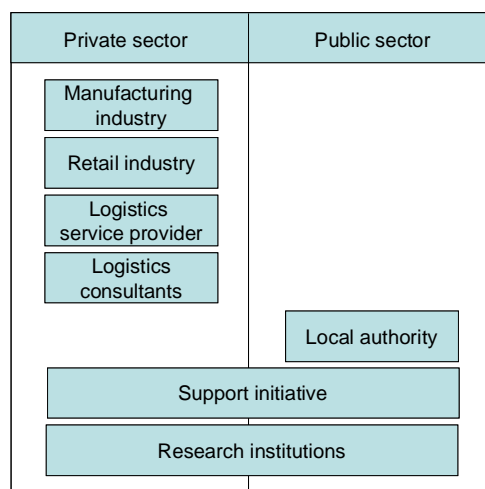 Private sector
Public sector
Manufacturing
industry
Retail industry
Logistics
service provider
Logistics
consultants
Local authority
Support initiative
Research institutions